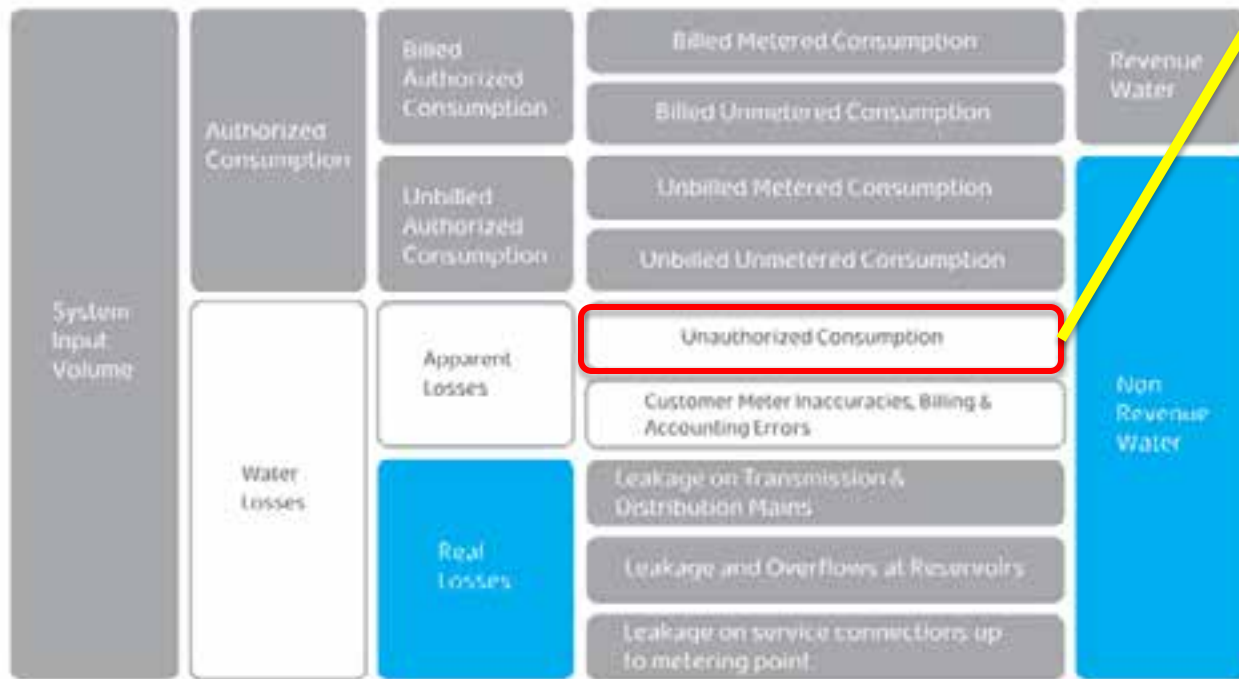 System
Input
Volume
Authorized
Consumption
Water
Losses
Billed
Authorized
Consumption
Unbilled
Authorized
Consumption
Apparent
Losses
Real
Losses
Billed Metered Consumption
Billed Unmetered Consumption
Unbilled Metered Consumption
Unbilled Unmetered Consumption
Unauthorized Consumption
Customer Meter Inaccuracies, Billing &
Accounting Errors
Leakage on Transmission &
Distribution Mains
Leakage and Overflows at Reservoirs
Leakage on service connections up
to metering point
Revenue
Water
Non
Revenue
Water